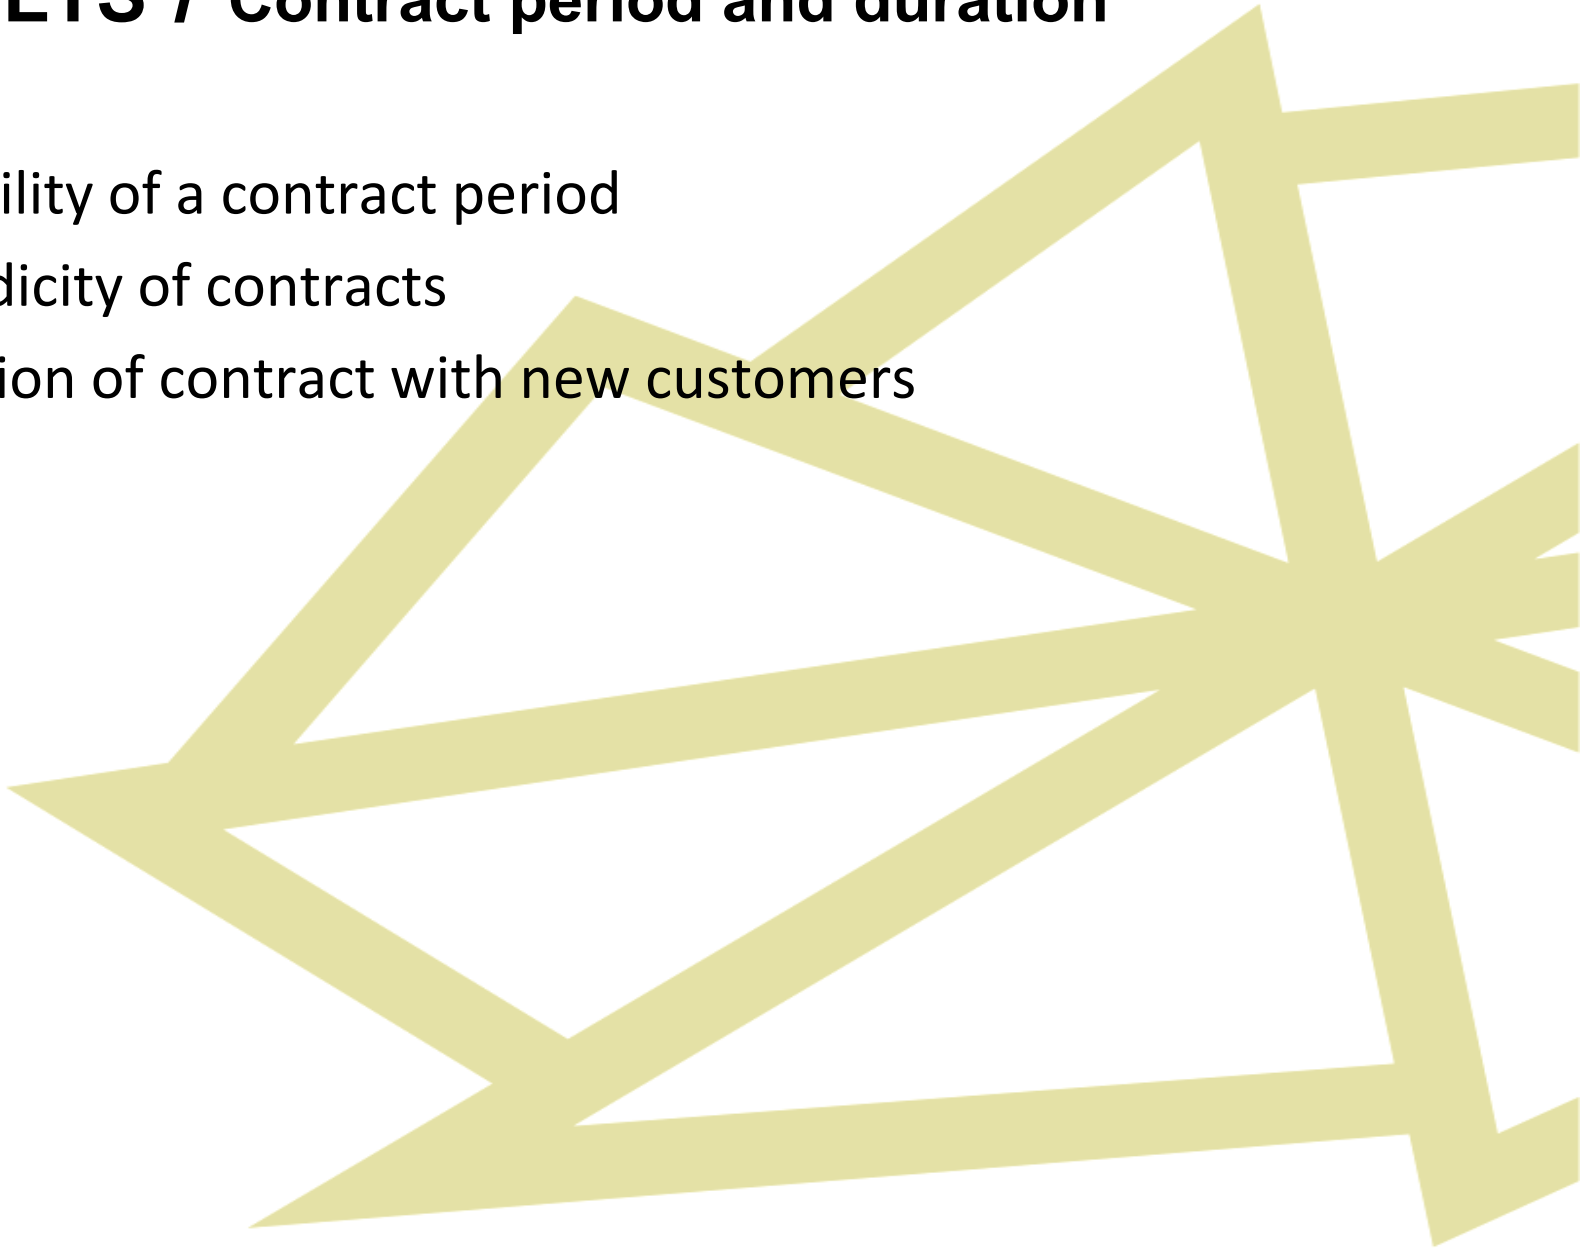 ETS / Contract period and duration
ility of a contract period
dicity of contracts
ion of contract with new customers